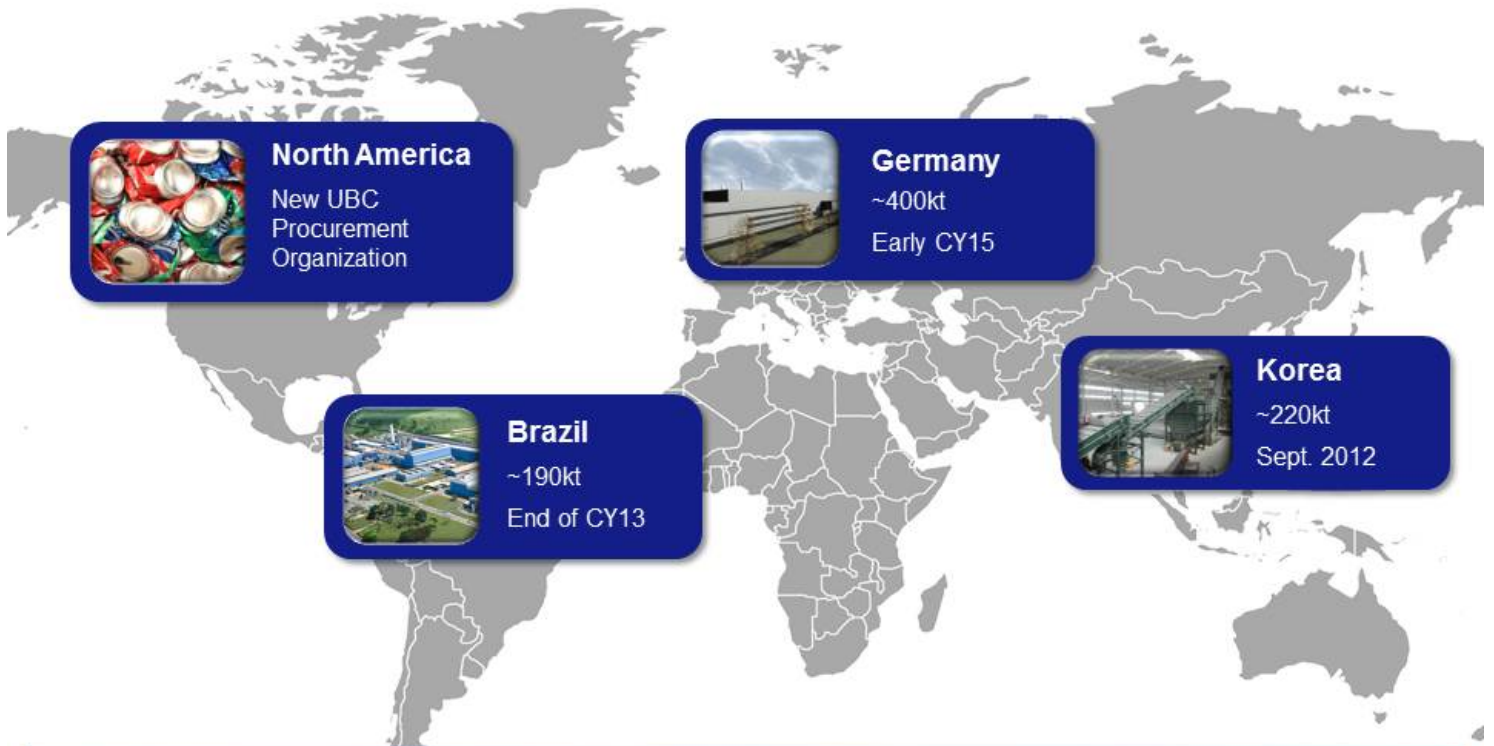 North America
New UBC
Procurement
Organization
Germany
~400kt
Early CY15
Korea
~220kt
Sept. 2012
Brazil
~190kt
End of CY13